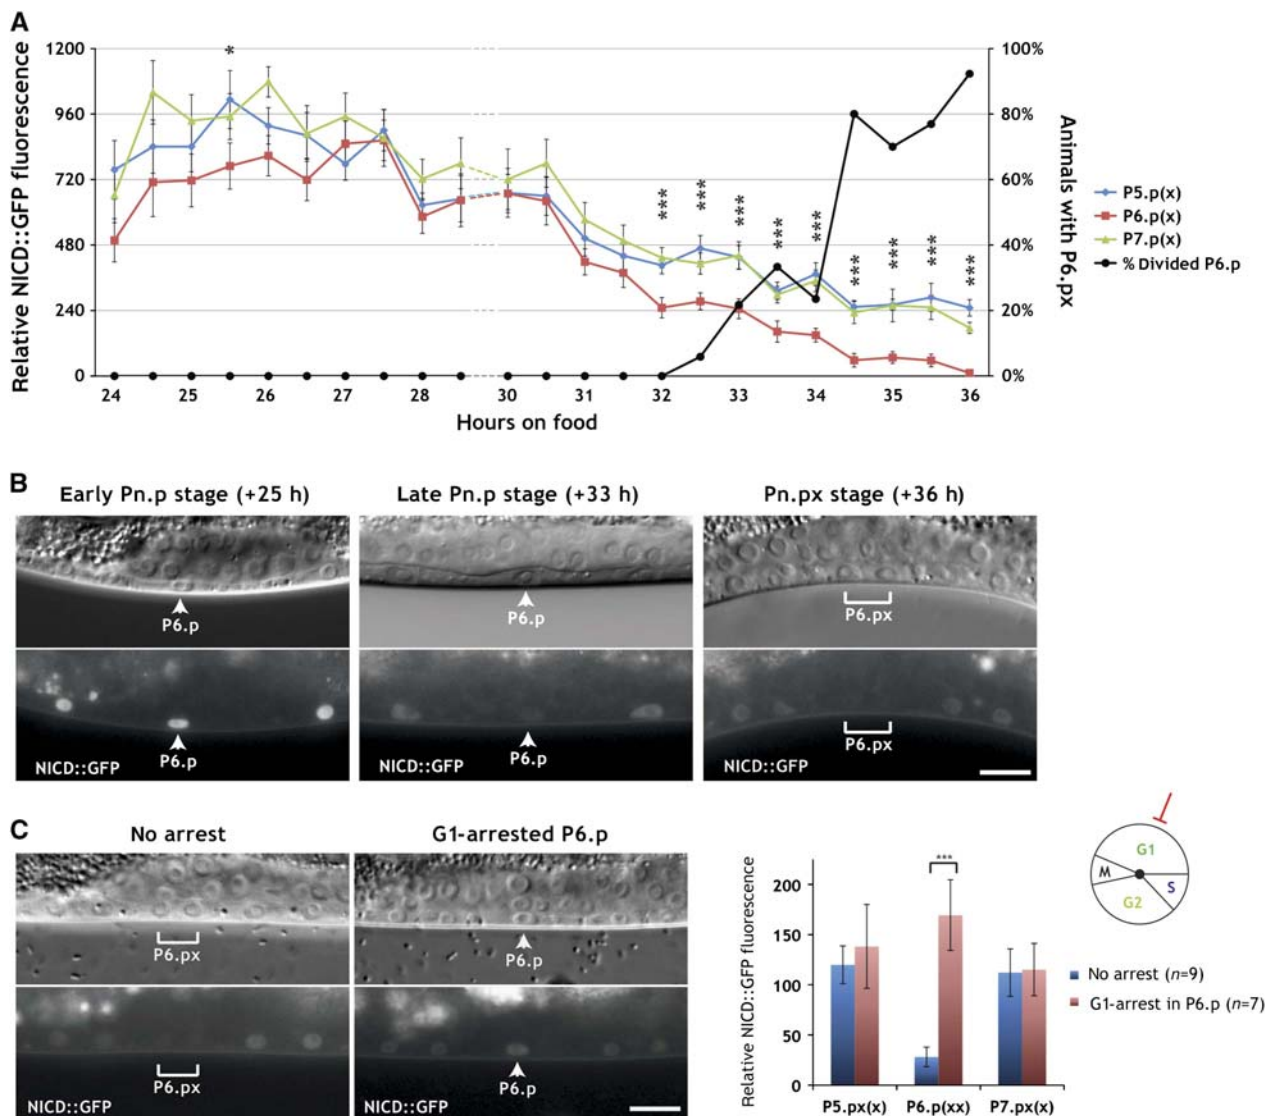 A
Relative NICD::GFP fluorescence
1200
960
720
480
240
0
*
***
***
***
***
***
***
***
***
***
100%
80%
60%
40%
20%
0%
Animals with P6.px
P5.p(x)
P6.p(x)
P7.p(x)
% Divided P6.p
24
25
26
27
28
30
31
32
33
34
35
36
Hours on food
B
Early Pn.p stage (+25 h)
Late Pn.p stage (+33 h)
Pn.px stage (+36 h)
P6.p
P6.p
P6.px
P6.p
P6.p
P6.px
NICD::GFP
NICD::GFP
NICD::GFP
C
No arrest
G1-arrested P6.p
P6.px
P6.p
P6.px
P6.p
NICD::GFP
NICD::GFP
Relative NICD::GFP fluorescence
200
150
100
50
0
***
P5.px(x)
P6.p(xx)
P7.px(x)
G1
M
S
G2
No arrest (n=9)
G1-arrest in P6.p (n=7)